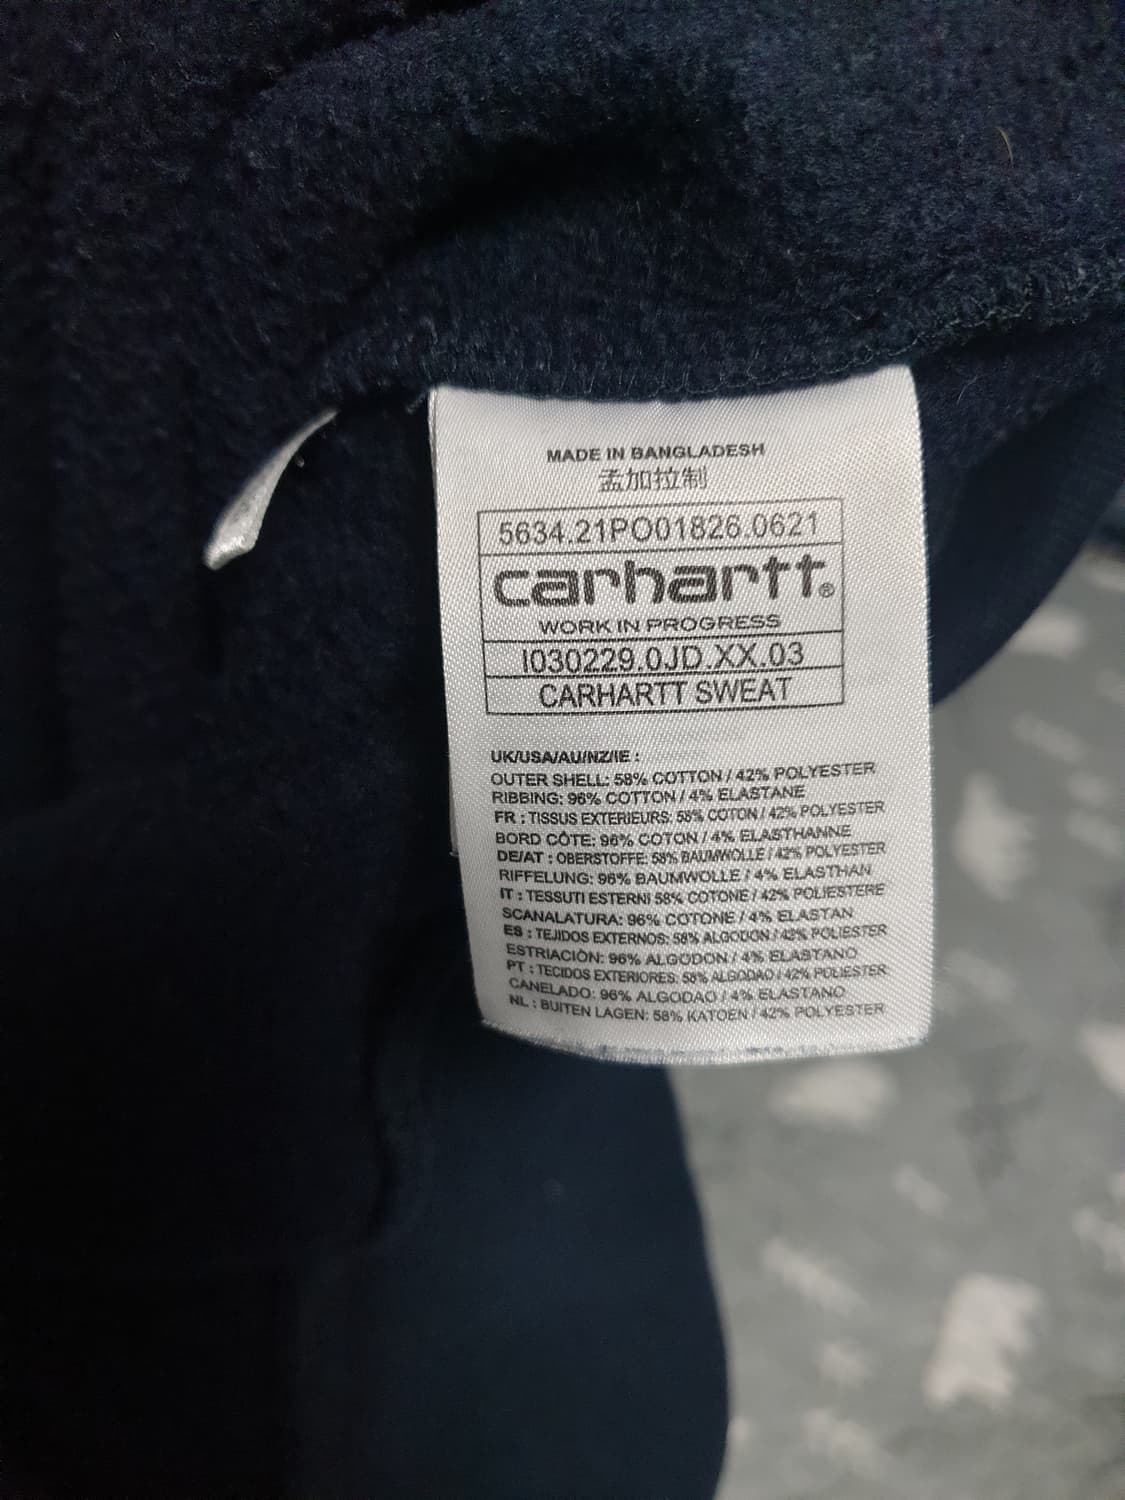 MADE IN BANGLADESH
孟加拉制
5634.21PO01826.0621
carhartt®
WORK IN PROGRESS
I030229.0JD.XX.03
CARHARTT SWEAT
UK/USA/AU/NZ/IE :
OUTER SHELL: 58% COTTON / 42% POLYESTER
RIBBING: 96% COTTON / 4% ELASTANE
FR : TISSUS EXTERIEURS: 58% COTON / 42% POLYESTER
BORD CÔTE: 96% COTON / 4% ELASTHANNE
DE/AT : OBERSTOFFE: 58% BAUMWOLLE / 42% POLYESTER
RIFFELUNG: 96% BAUMWOLLE / 4% ELASTHAN
IT : TESSUTI ESTERNI 58% COTONE / 42% POLIESTERE
SCANALATURA: 96% COTONE / 4% ELASTAN
ES : TEJIDOS EXTERNOS: 58% ALGODON / 42% POLIESTER
ESTRIACIÓN: 96% ALGODON / 4% ELASTANO
PT : TECIDOS EXTERIORES: 58% ALGODAO / 42% POLIESTER
CANELADO: 96% ALGODAO / 4% ELASTANO
NL : BUITEN LAGEN: 58% KATOEN / 42% POLYESTER